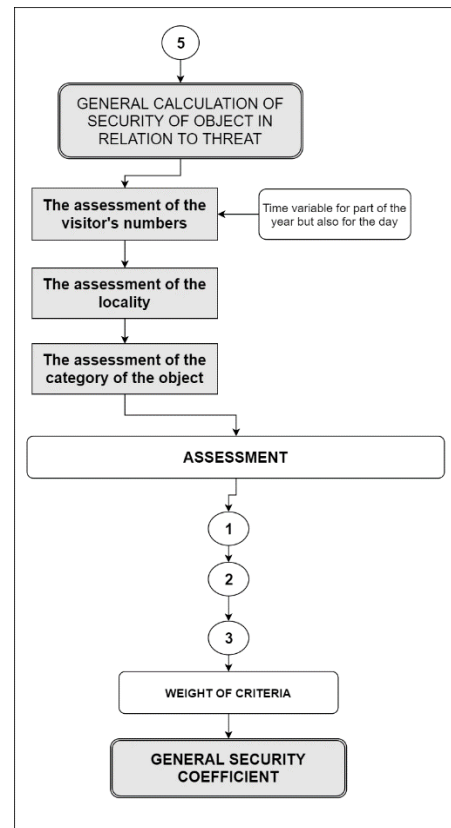 5
GENERAL CALCULATION OF
SECURITY OF OBJECT IN
RELATION TO THREAT
The assessment of the
visitor's numbers
Time variable for part of the
year but also for the day
The assessment of the
locality
The assessment of the
category of the object
ASSESSMENT
1
2
3
WEIGHT OF CRITERIA
GENERAL SECURITY
COEFFICIENT